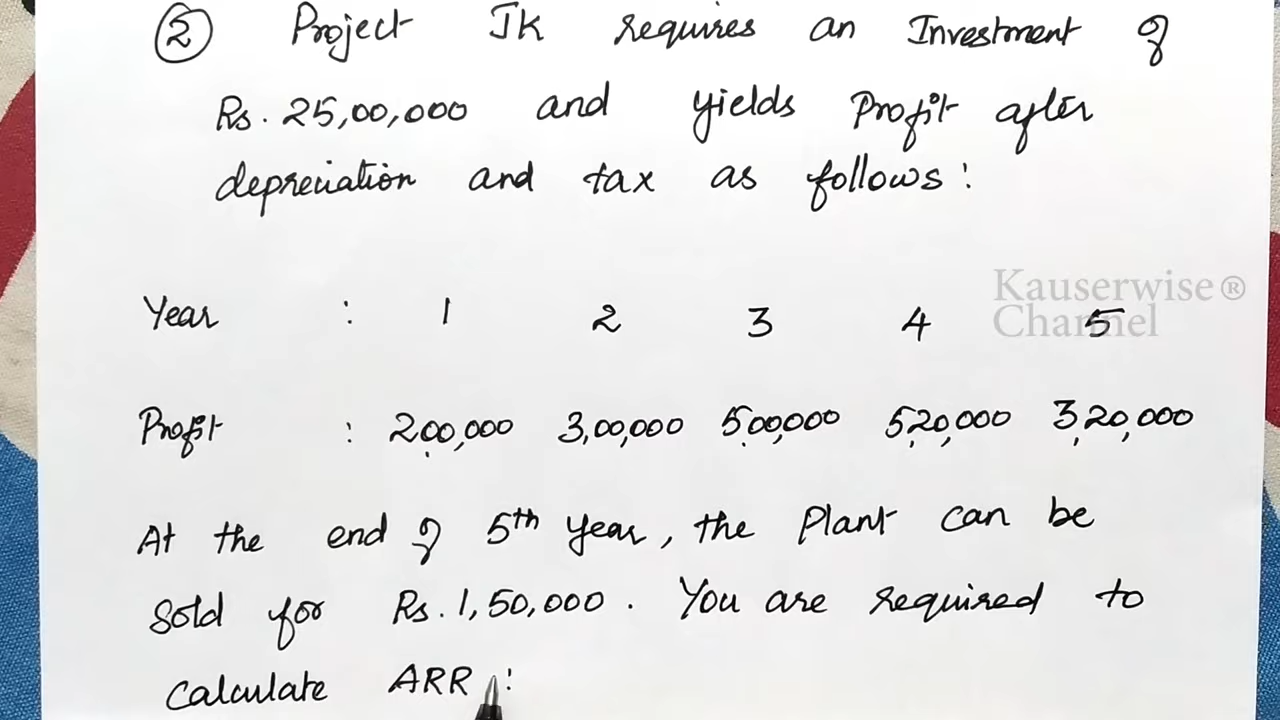 2 Project JK requires an Investment of
Rs. 25,00,000 and yields Profit after
depreciation and tax as follows:
Kauserwise®
Channel
Year : 1 2 3 4 5
Profit : 2,00,000 3,00,000 5,00,000 5,20,000 3,20,000
At the end of 5th year, the Plant can be
sold for Rs. 1,50,000. You are required to
calculate ARR: